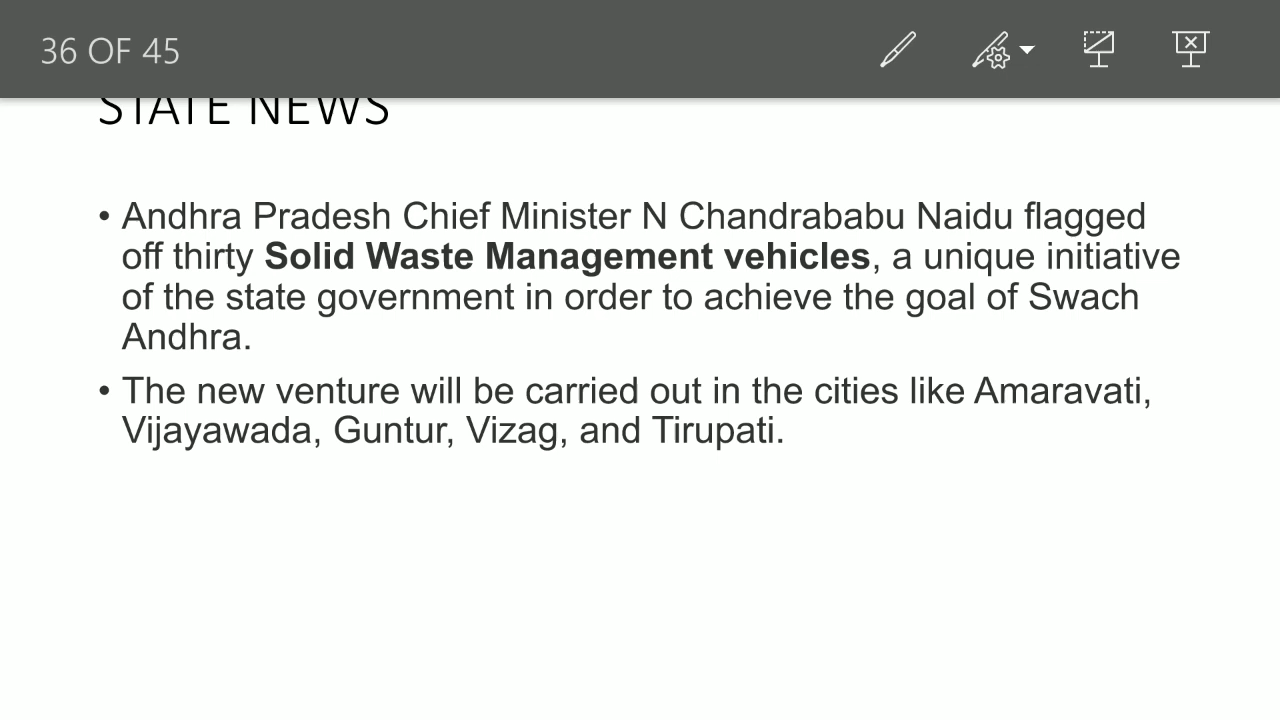 36 OF 45
STATE NEWS
• Andhra Pradesh Chief Minister N Chandrababu Naidu flagged
off thirty Solid Waste Management vehicles, a unique initiative
of the state government in order to achieve the goal of Swach
Andhra.
• The new venture will be carried out in the cities like Amaravati,
Vijayawada, Guntur, Vizag, and Tirupati.